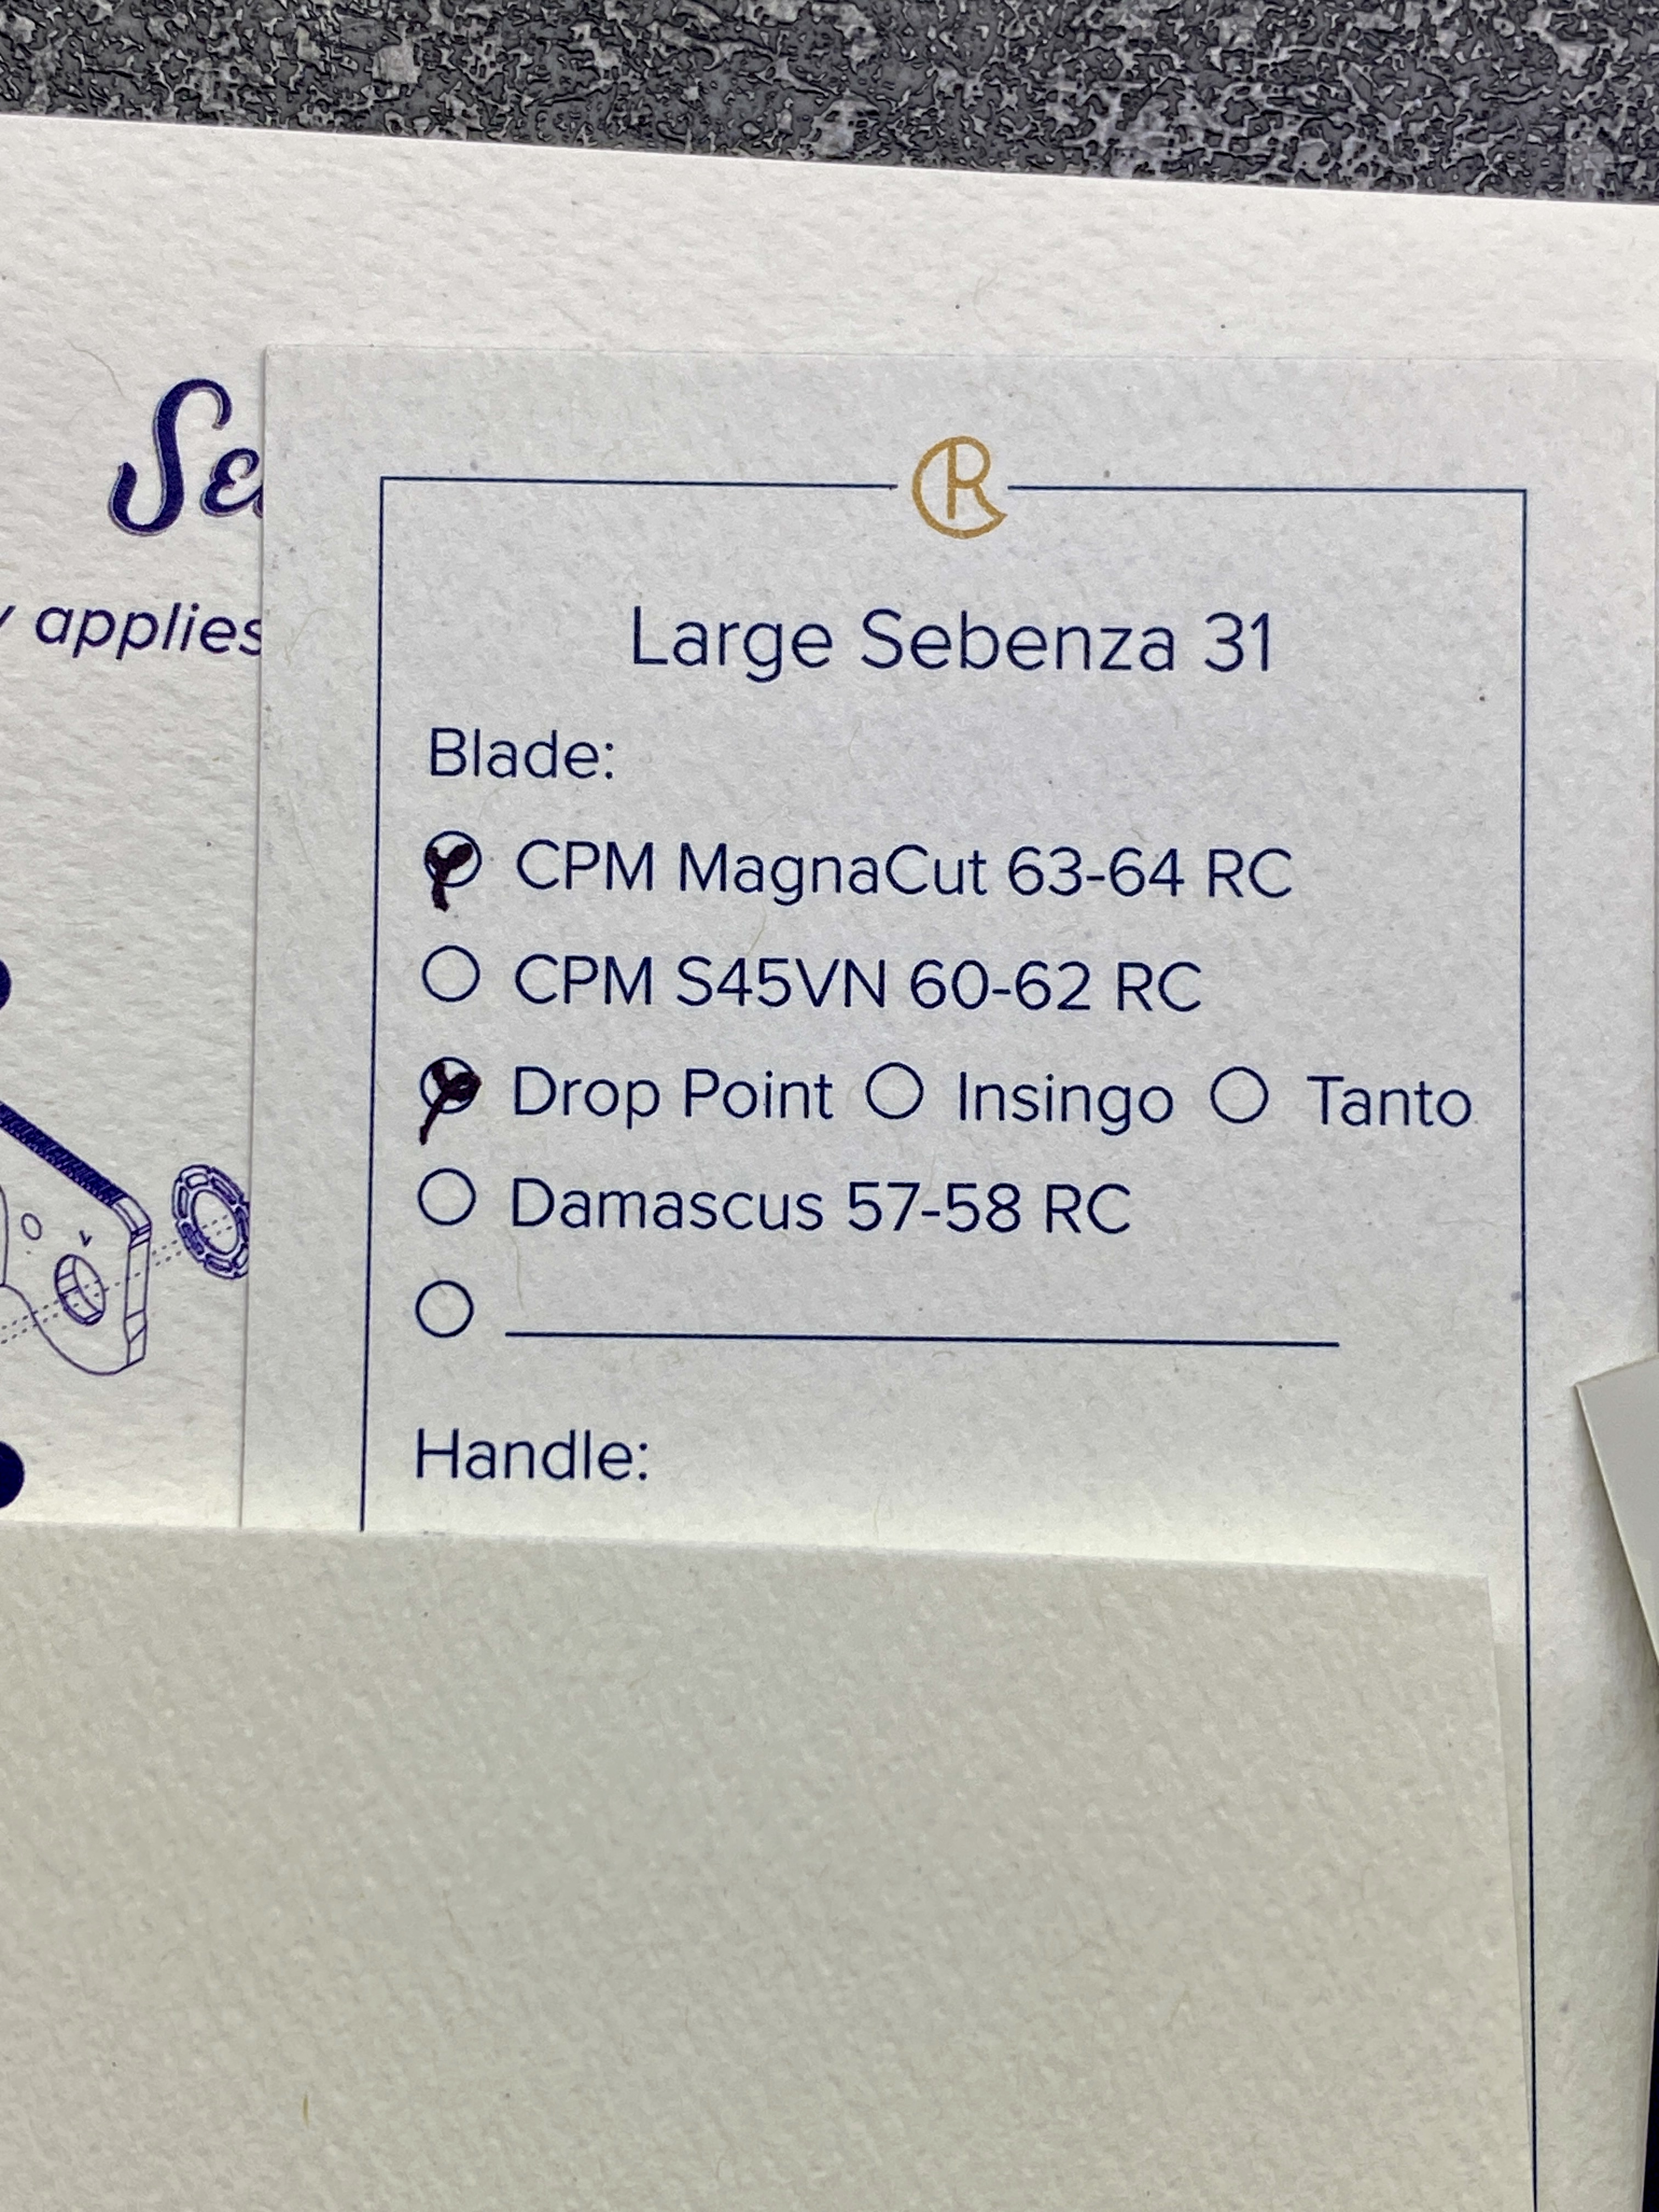 Se
applies
Large Sebenza 31
Blade:
CPM MagnaCut 63-64 RC
CPM S45VN 60-62 RC
Drop Point Insingo Tanto
Damascus 57-58 RC
Handle: